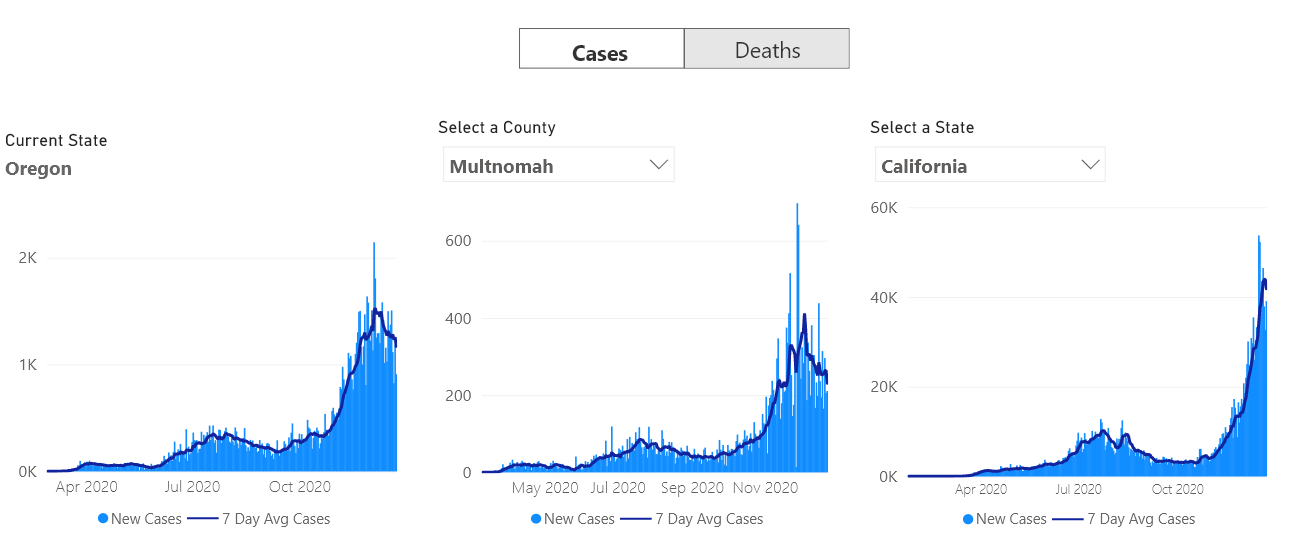 Cases Deaths
Current State
Oregon
2K
1K
0K
Apr 2020 Jul 2020 Oct 2020
New Cases 7 Day Avg Cases
Select a County
Multnomah
600
400
200
0
May 2020 Jul 2020 Sep 2020 Nov 2020
New Cases 7 Day Avg Cases
Select a State
California
60K
40K
20K
0K
Apr 2020 Jul 2020 Oct 2020
New Cases 7 Day Avg Cases